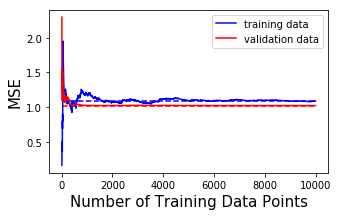 training data
validation data
MSE
2.0
1.5
1.0
0.5
0
2000
4000
6000
8000
10000
Number of Training Data Points